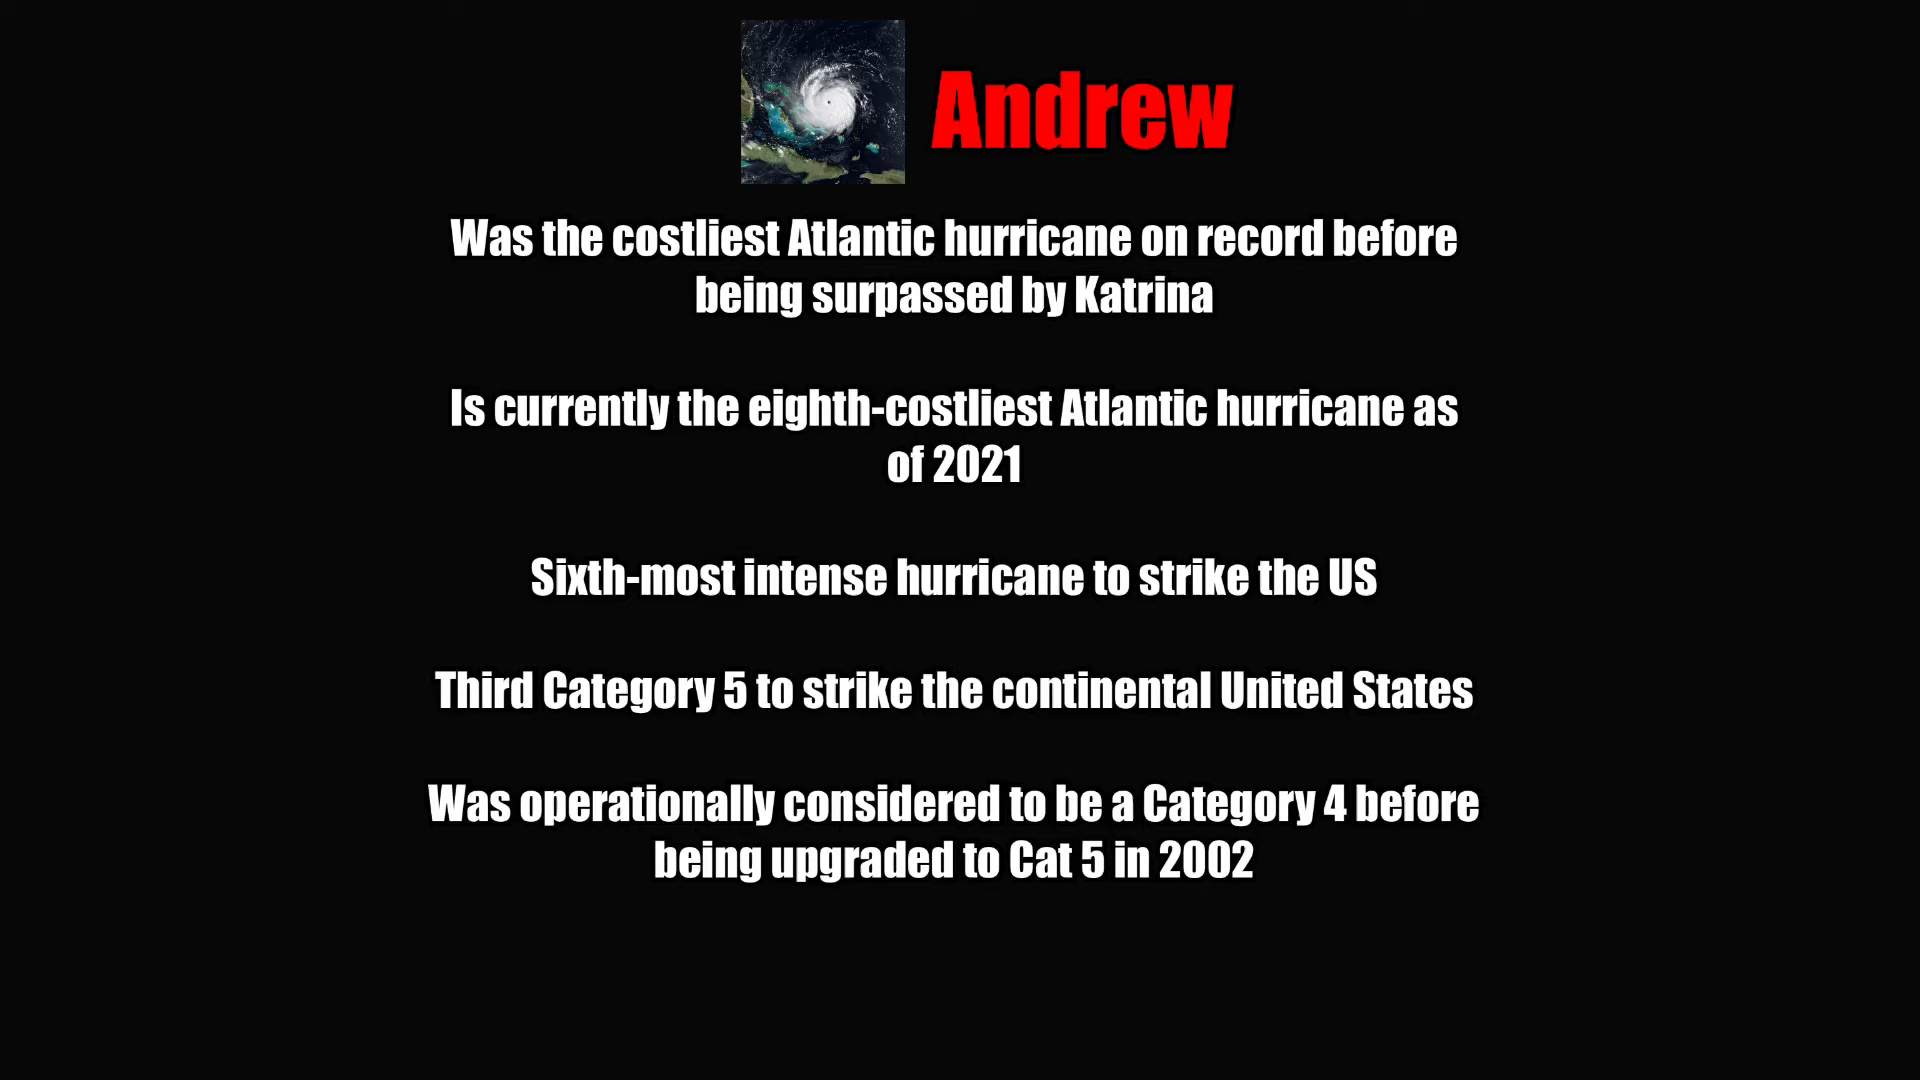 Andrew
Was the costliest Atlantic hurricane on record before
being surpassed by Katrina
Is currently the eighth-costliest Atlantic hurricane as
of 2021
Sixth-most intense hurricane to strike the US
Third Category 5 to strike the continental United States
Was operationally considered to be a Category 4 before
being upgraded to Cat 5 in 2002